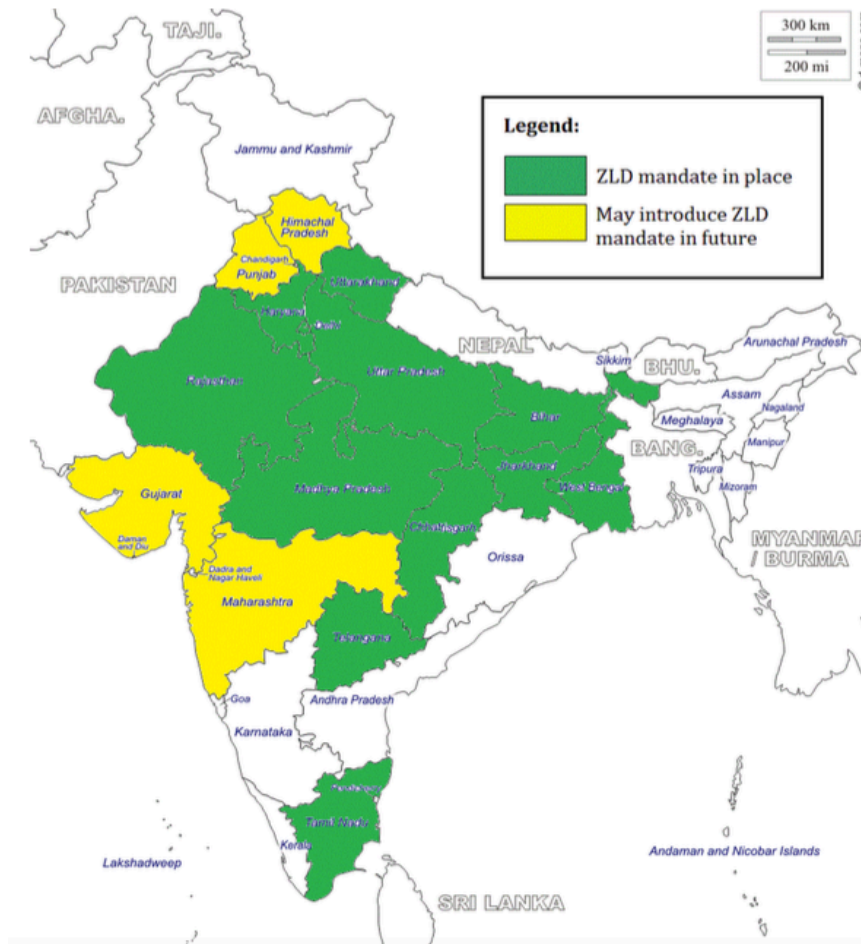 TAJI.
300 km
200 mi
AFGHA.
Legend:
ZLD mandate in place
May introduce ZLD
mandate in future
Jammu and Kashmir
Himachal
Pradesh
Chandigarh
Punjab
PAKISTAN
Uttarakhand
Haryana
Delhi
NEPAL
Sikkim
BHU.
Arunachal Pradesh
Rajasthan
Uttar Pradesh
Assam
Nagaland
Bihar
Meghalaya
Manipur
BANG.
Tripura
Mizoram
Jharkhand
West Bengal
Gujarat
Madhya Pradesh
Chhattisgarh
Daman
and Diu
Orissa
MYANMAR
/ BURMA
Dadra and
Nagar Haveli
Maharashtra
Telangana
Goa
Andhra Pradesh
Karnataka
Tamil Nadu
Kerala
Lakshadweep
Andaman and Nicobar Islands
SRI LANKA